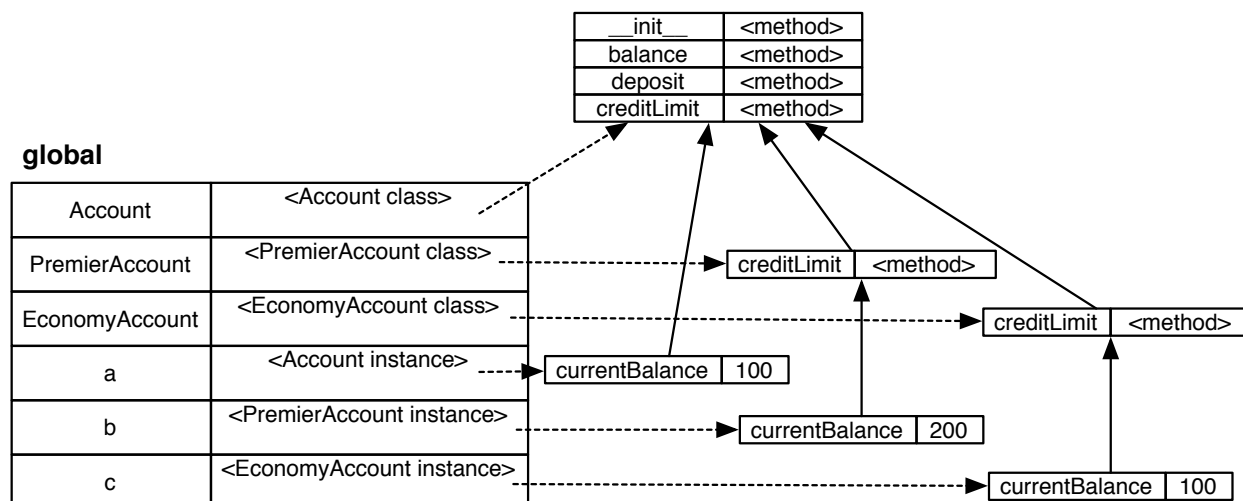 __init__ <method>
balance <method>
deposit <method>
creditLimit <method>
global
Account <Account class>
PremierAccount <PremierAccount class>
creditLimit <method>
EconomyAccount <EconomyAccount class>
creditLimit <method>
a <Account instance>
currentBalance 100
b <PremierAccount instance>
currentBalance 200
c <EconomyAccount instance>
currentBalance 100